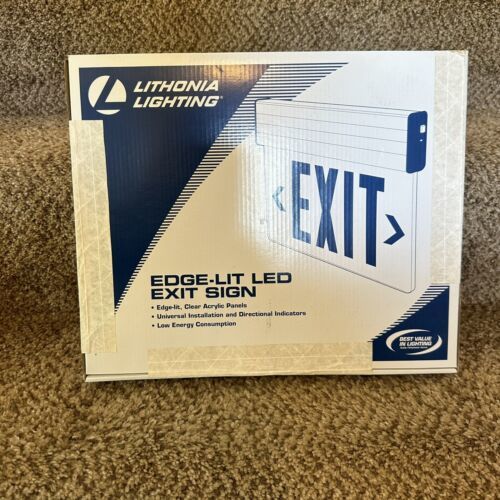 LITHONIA
LIGHTING®
EXIT
EDGE-LIT LED
EXIT SIGN
• Edge-lit, Clear Acrylic Panels
• Universal Installation and Directional Indicators
• Low Energy Consumption
BEST VALUE
IN LIGHTING